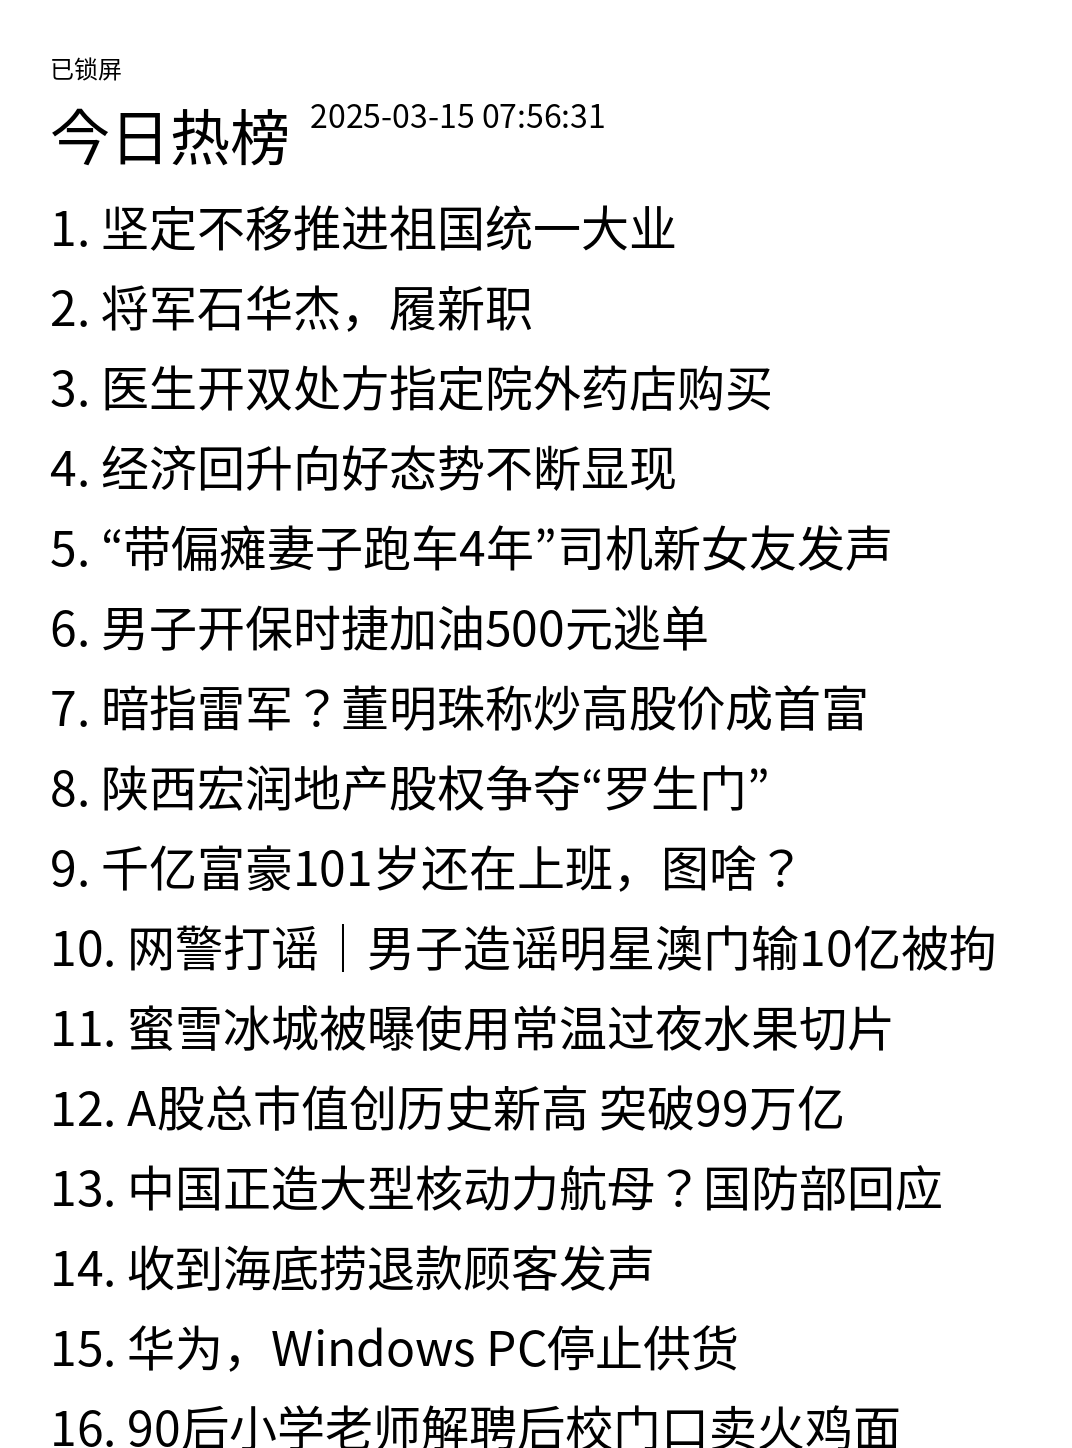 已锁屏
今日热榜 2025-03-15 07:56:31
1. 坚定不移推进祖国统一大业
2. 将军石华杰，履新职
3. 医生开双处方指定院外药店购买
4. 经济回升向好态势不断显现
5. “带偏瘫妻子跑车4年”司机新女友发声
6. 男子开保时捷加油500元逃单
7. 暗指雷军？董明珠称炒高股价成首富
8. 陕西宏润地产股权争夺“罗生门”
9. 千亿富豪101岁还在上班，图啥？
10. 网警打谣｜男子造谣明星澳门输10亿被拘
11. 蜜雪冰城被曝使用常温过夜水果切片
12. A股总市值创历史新高 突破99万亿
13. 中国正造大型核动力航母？国防部回应
14. 收到海底捞退款顾客发声
15. 华为，Windows PC停止供货
16. 90后小学老师解聘后校门口卖火鸡面